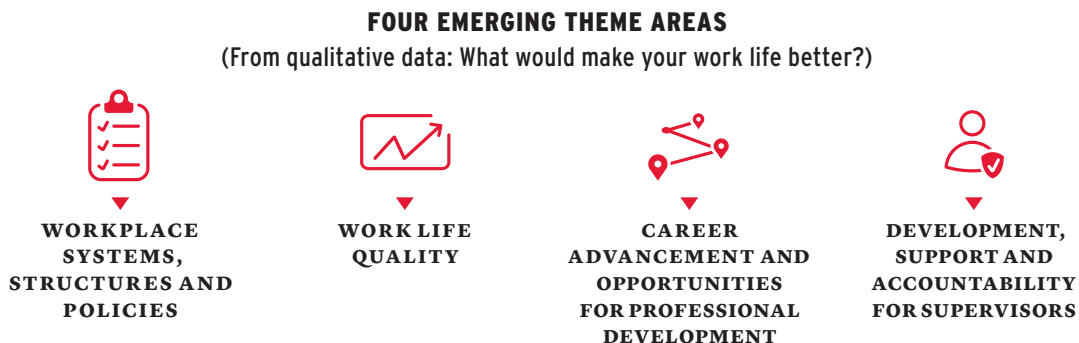 FOUR EMERGING THEME AREAS
(From qualitative data: What would make your work life better?)
WORKPLACE
SYSTEMS,
STRUCTURES AND
POLICIES
WORK LIFE
QUALITY
CAREER
ADVANCEMENT AND
OPPORTUNITIES
FOR PROFESSIONAL
DEVELOPMENT
DEVELOPMENT,
SUPPORT AND
ACCOUNTABILITY
FOR SUPERVISORS